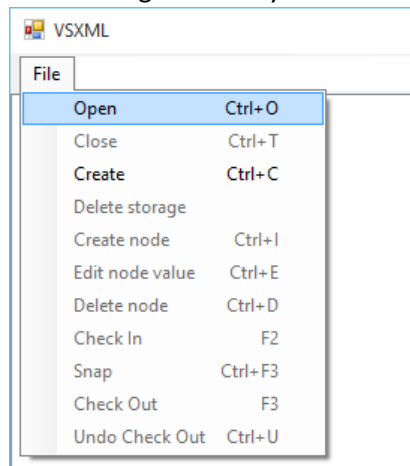 VSXML
File
Open Ctrl+O
Close Ctrl+T
Create Ctrl+C
Delete storage
Create node Ctrl+I
Edit node value Ctrl+E
Delete node Ctrl+D
Check In F2
Snap Ctrl+F3
Check Out F3
Undo Check Out Ctrl+U